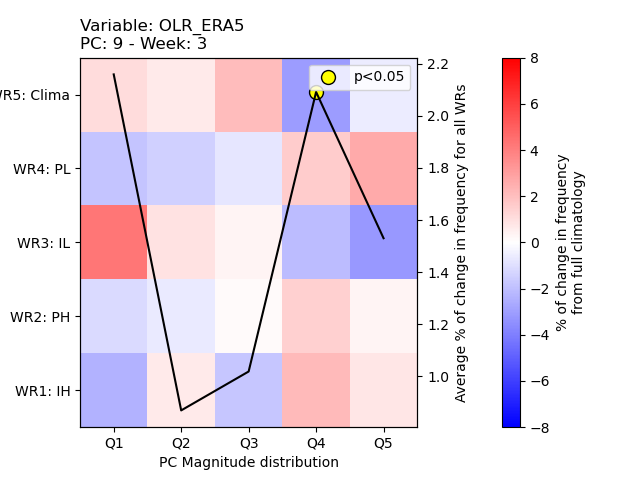 Variable: OLR_ERA5
PC: 9 - Week: 3
p<0.05
WR5: Clima
WR4: PL
WR3: IL
WR2: PH
WR1: IH
Q1 Q2 Q3 Q4 Q5
PC Magnitude distribution
2.2
2.0
1.8
1.6
1.4
1.2
1.0
Average % of change in frequency for all WRs
8
6
4
2
0
−2
−4
−6
−8
% of change in frequency
from full climatology